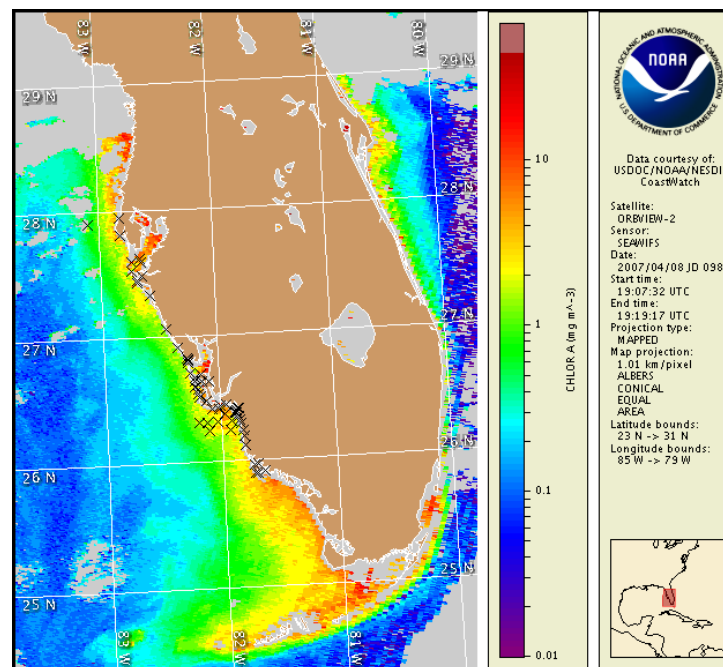 83 W
82 W
81 W
80 W
29 N
29 N
28 N
28 N
27 N
27 N
26 N
26 N
25 N
25 N
83 W
82 W
81 W
10
1
0.1
0.01
CHLOR A (mg m^-3)
NATIONAL OCEANIC AND ATMOSPHERIC ADMINISTRATION
NOAA
U.S. DEPARTMENT OF COMMERCE
Data courtesy of:
USDOC/NOAA/NESDI
CoastWatch
Satellite:
ORBVIEW-2
Sensor:
SEAWIFS
Date:
2007/04/08 JD 098
Start time:
19:07:32 UTC
End time:
19:19:17 UTC
Projection type:
MAPPED
Map projection:
1.01 km/pixel
ALBERS
CONICAL
EQUAL
AREA
Latitude bounds:
23 N -> 31 N
Longitude bounds:
85 W -> 79 W